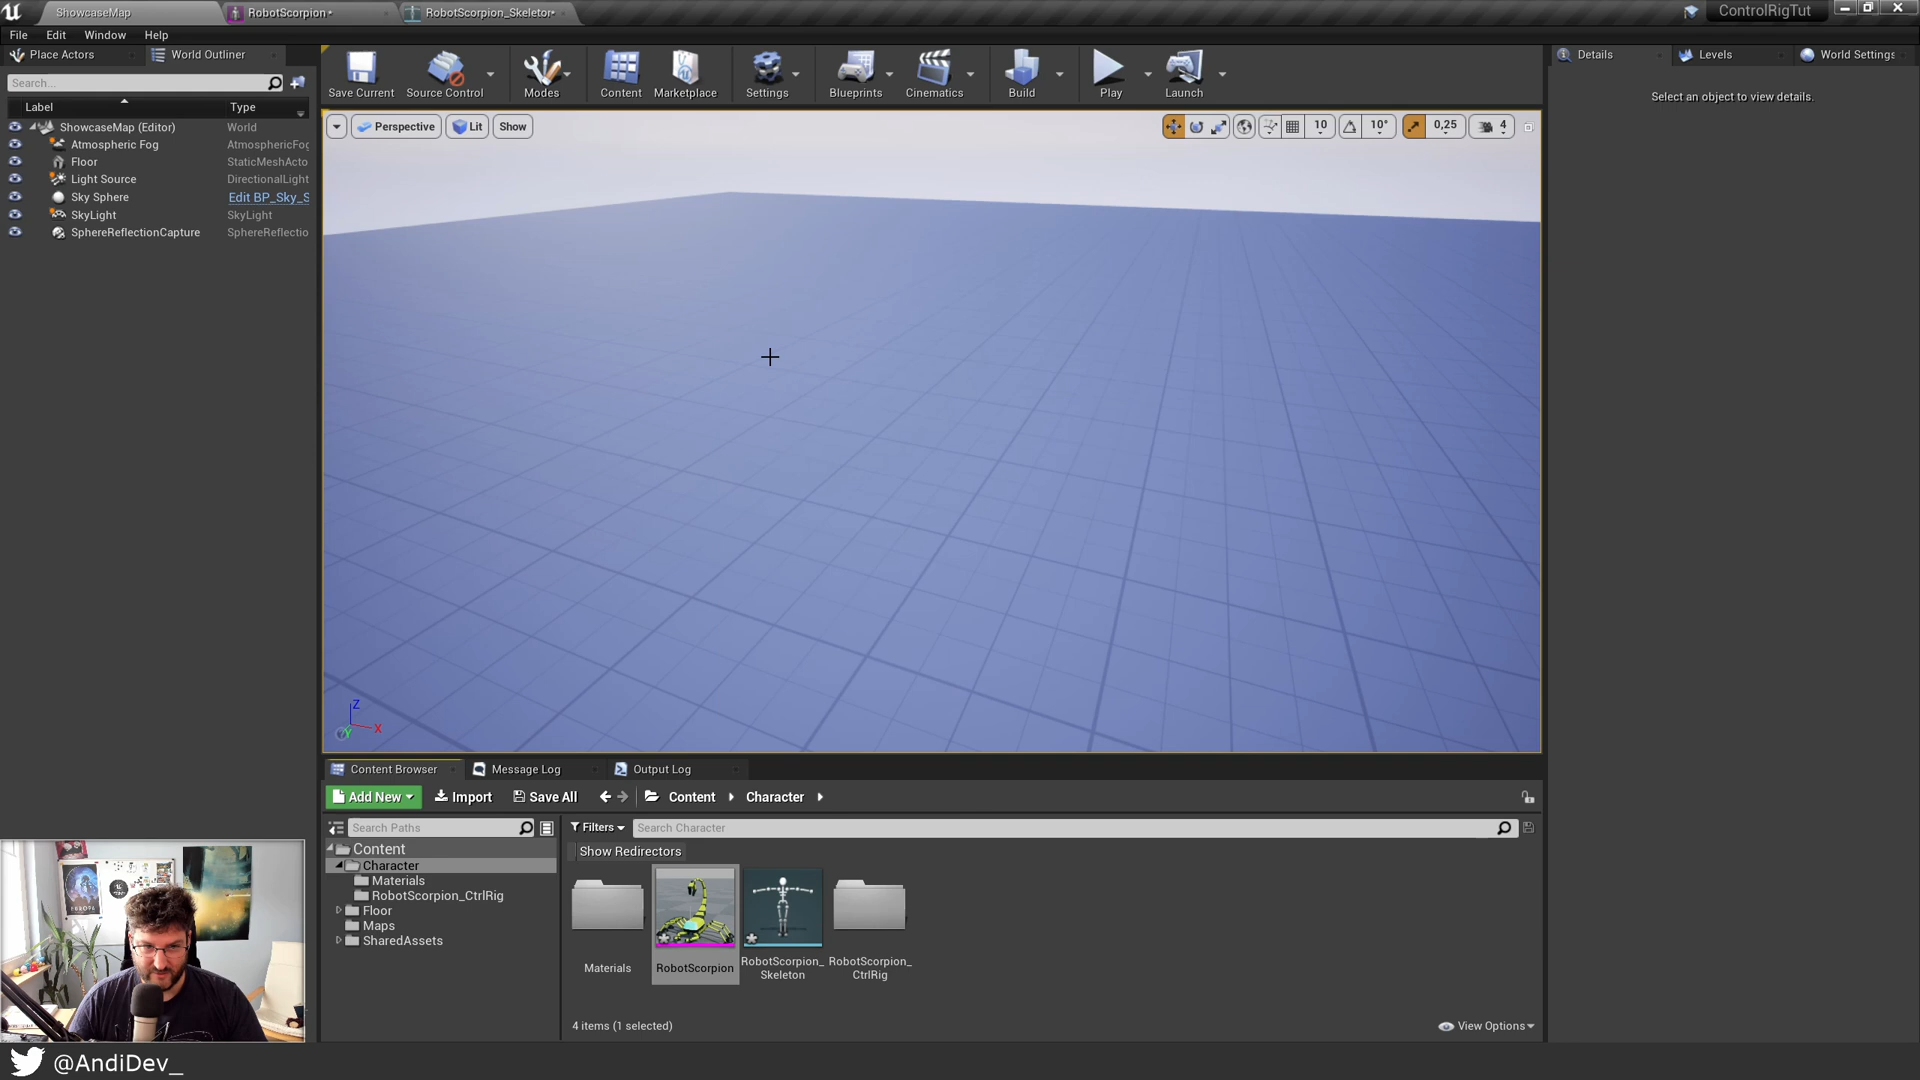 ShowcaseMap
RobotScorpion•
RobotScorpion_Skeleton•
ControlRigTut
File Edit Window Help
Place Actors
World Outliner
Search...
Label
Type
ShowcaseMap (Editor) World
Atmospheric Fog AtmosphericFog
Floor StaticMeshActo
Light Source DirectionalLight
Sky Sphere Edit BP_Sky_S
SkyLight SkyLight
SphereReflectionCapture SphereReflectio
Save Current
Source Control
Modes
Content
Marketplace
Settings
Blueprints
Cinematics
Build
Play
Launch
Perspective
Lit
Show
10
10°
0,25
4
Z
X
Y
Details
Levels
World Settings
Select an object to view details.
Content Browser
Message Log
Output Log
Add New
Import
Save All
Content
Character
Search Paths
Filters
Search Character
Content
Character
Materials
RobotScorpion_CtrlRig
Floor
Maps
SharedAssets
Show Redirectors
Materials
RobotScorpion
RobotScorpion_
Skeleton
RobotScorpion_
CtrlRig
4 items (1 selected)
View Options
@AndiDev_